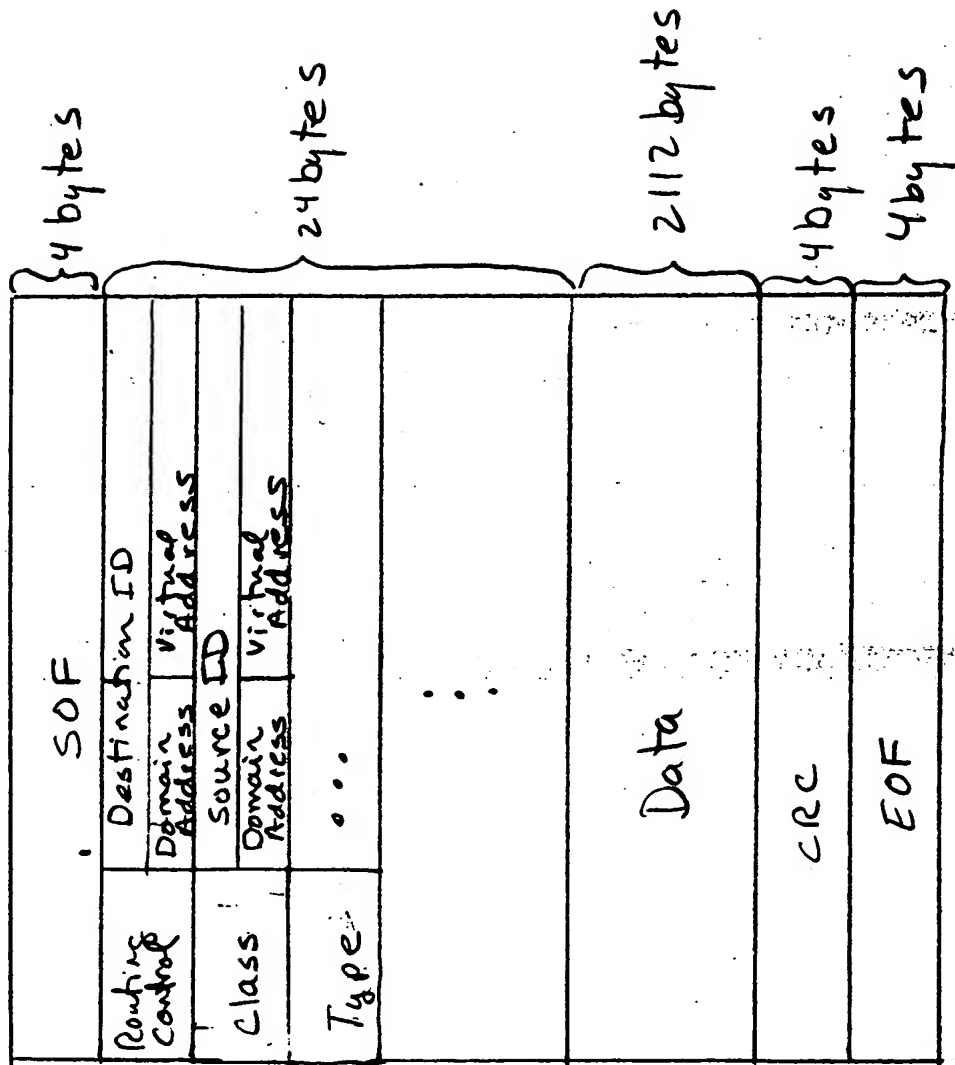 SOF
4 bytes
Routing
Control
Destination ID
Domain
Address
Virtual
Address
24 bytes
Class
Source ID
Domain
Address
Virtual
Address
Type
...
...
Data
2112 bytes
CRC
4 bytes
EOF
4 bytes